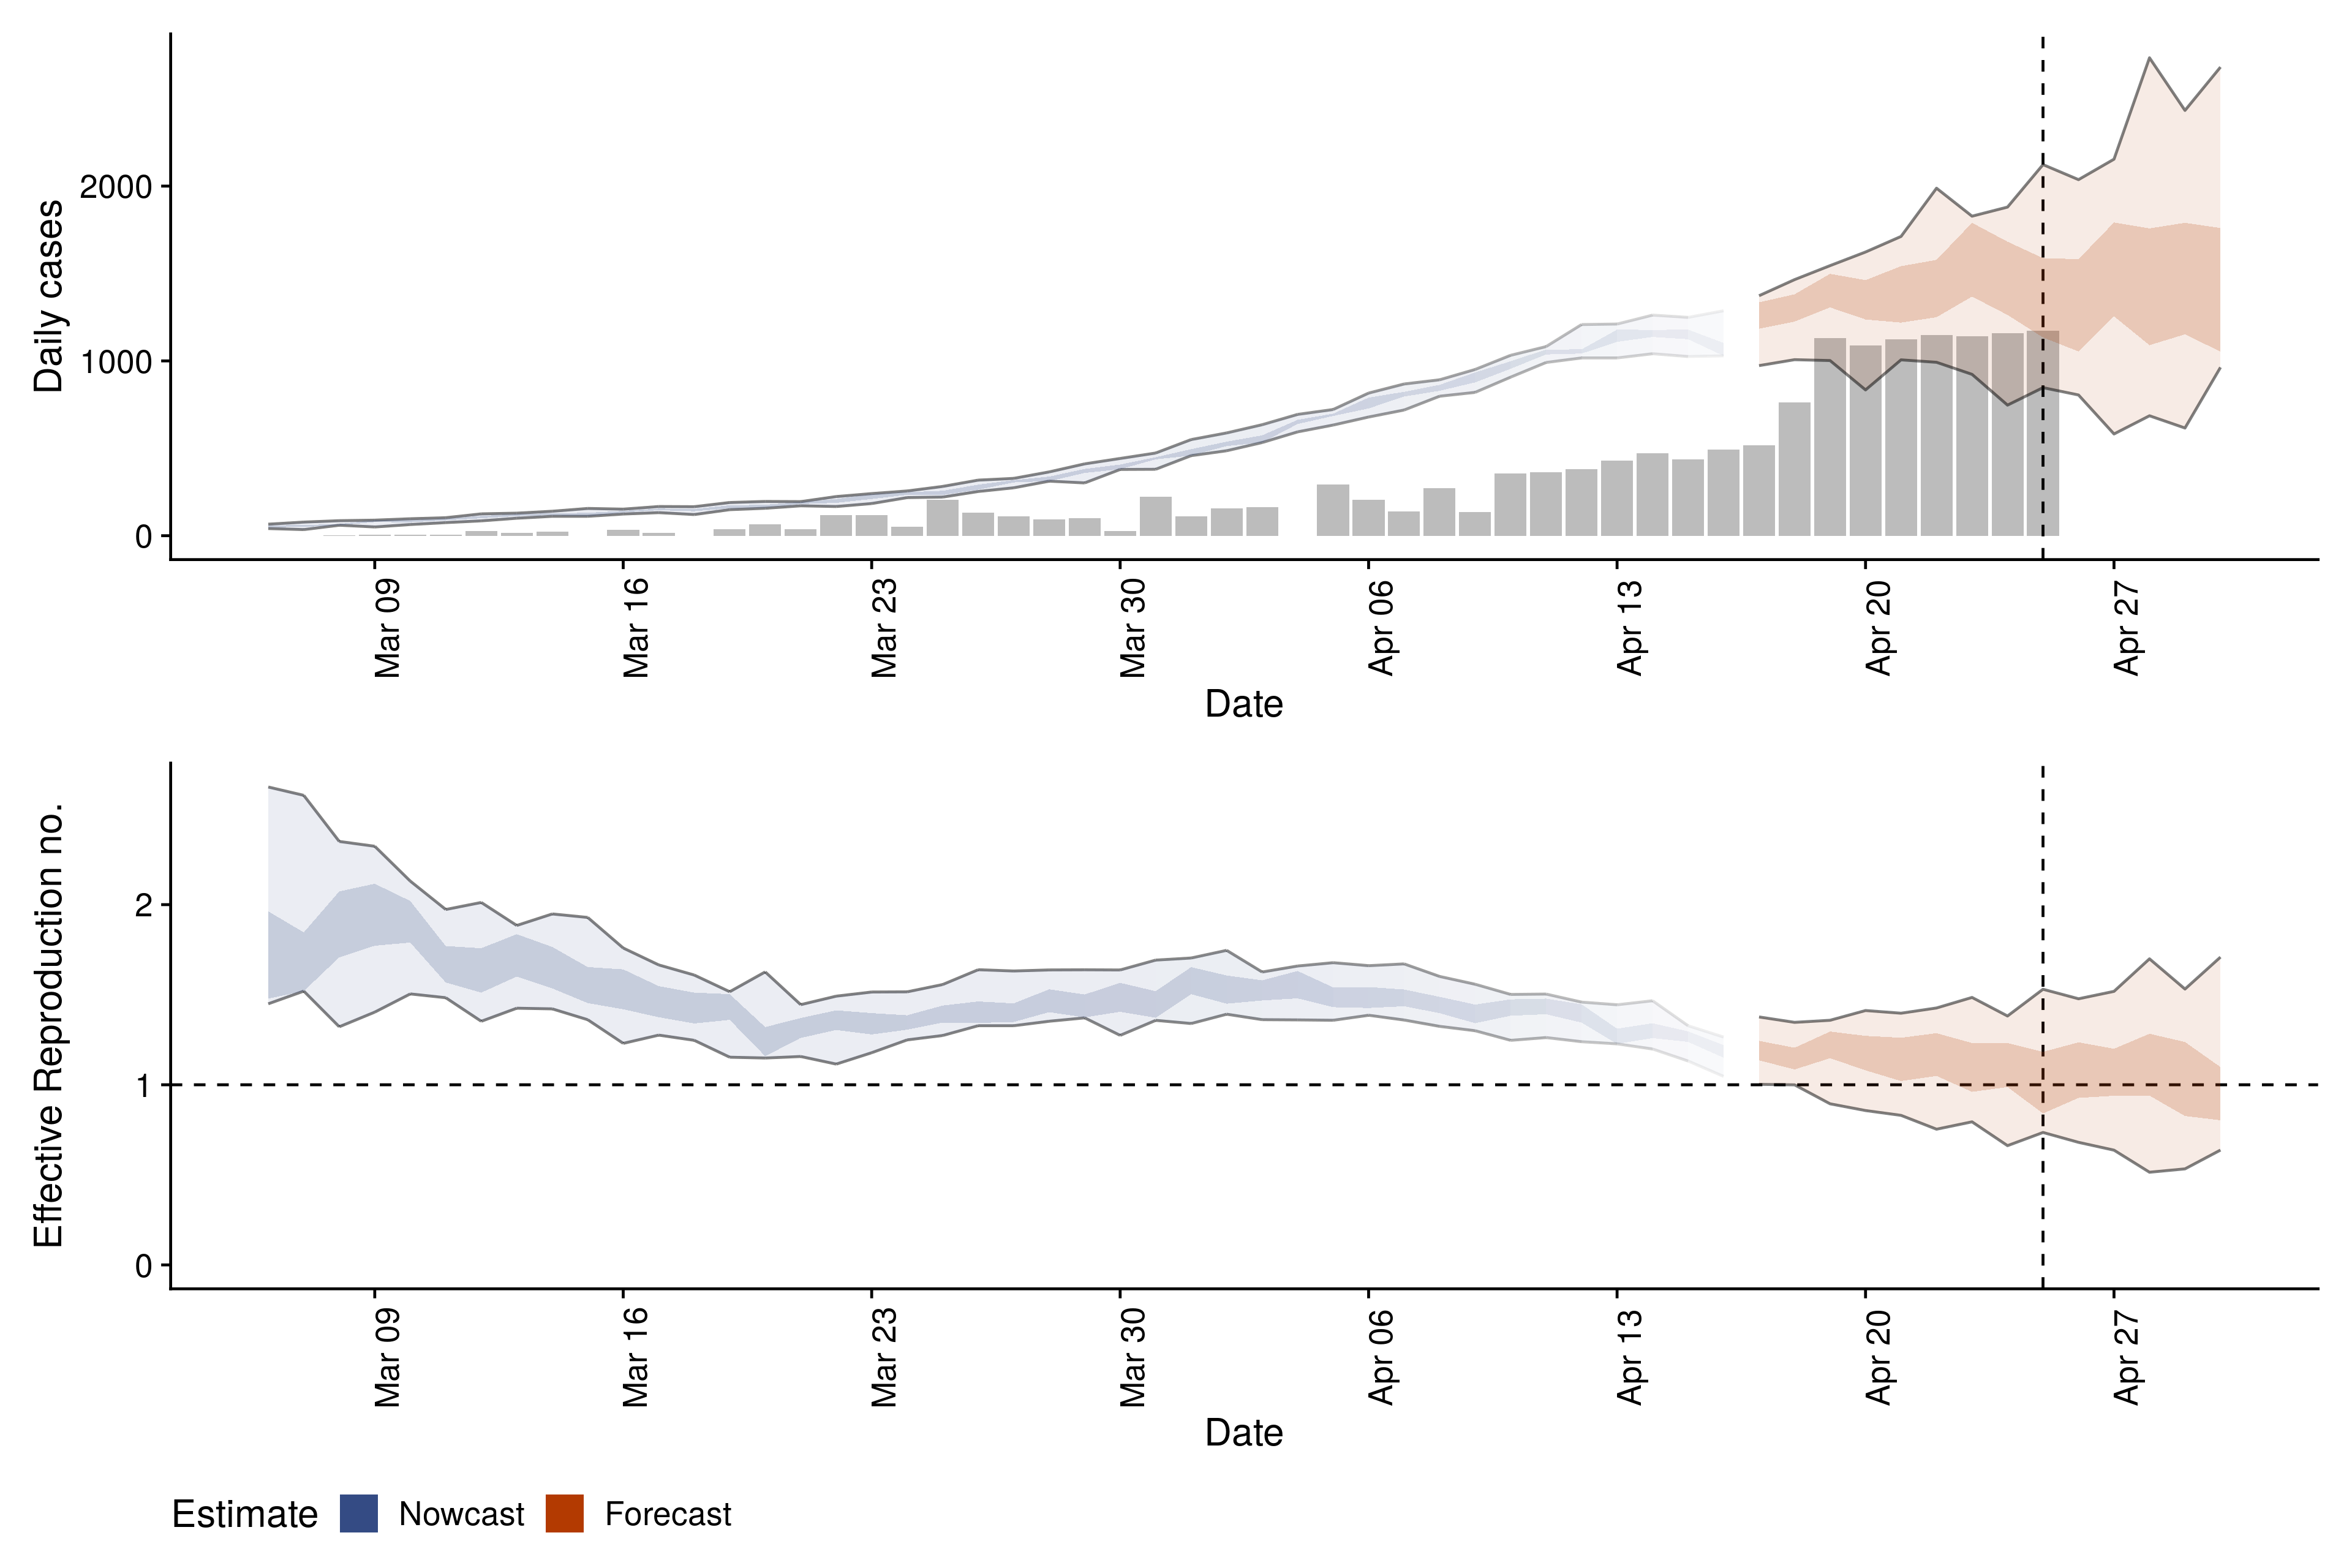 Daily cases
2000
1000
0
Mar 09
Mar 16
Mar 23
Mar 30
Apr 06
Apr 13
Apr 20
Apr 27
Date
Effective Reproduction no.
2
1
0
Mar 09
Mar 16
Mar 23
Mar 30
Apr 06
Apr 13
Apr 20
Apr 27
Date
Estimate Nowcast Forecast